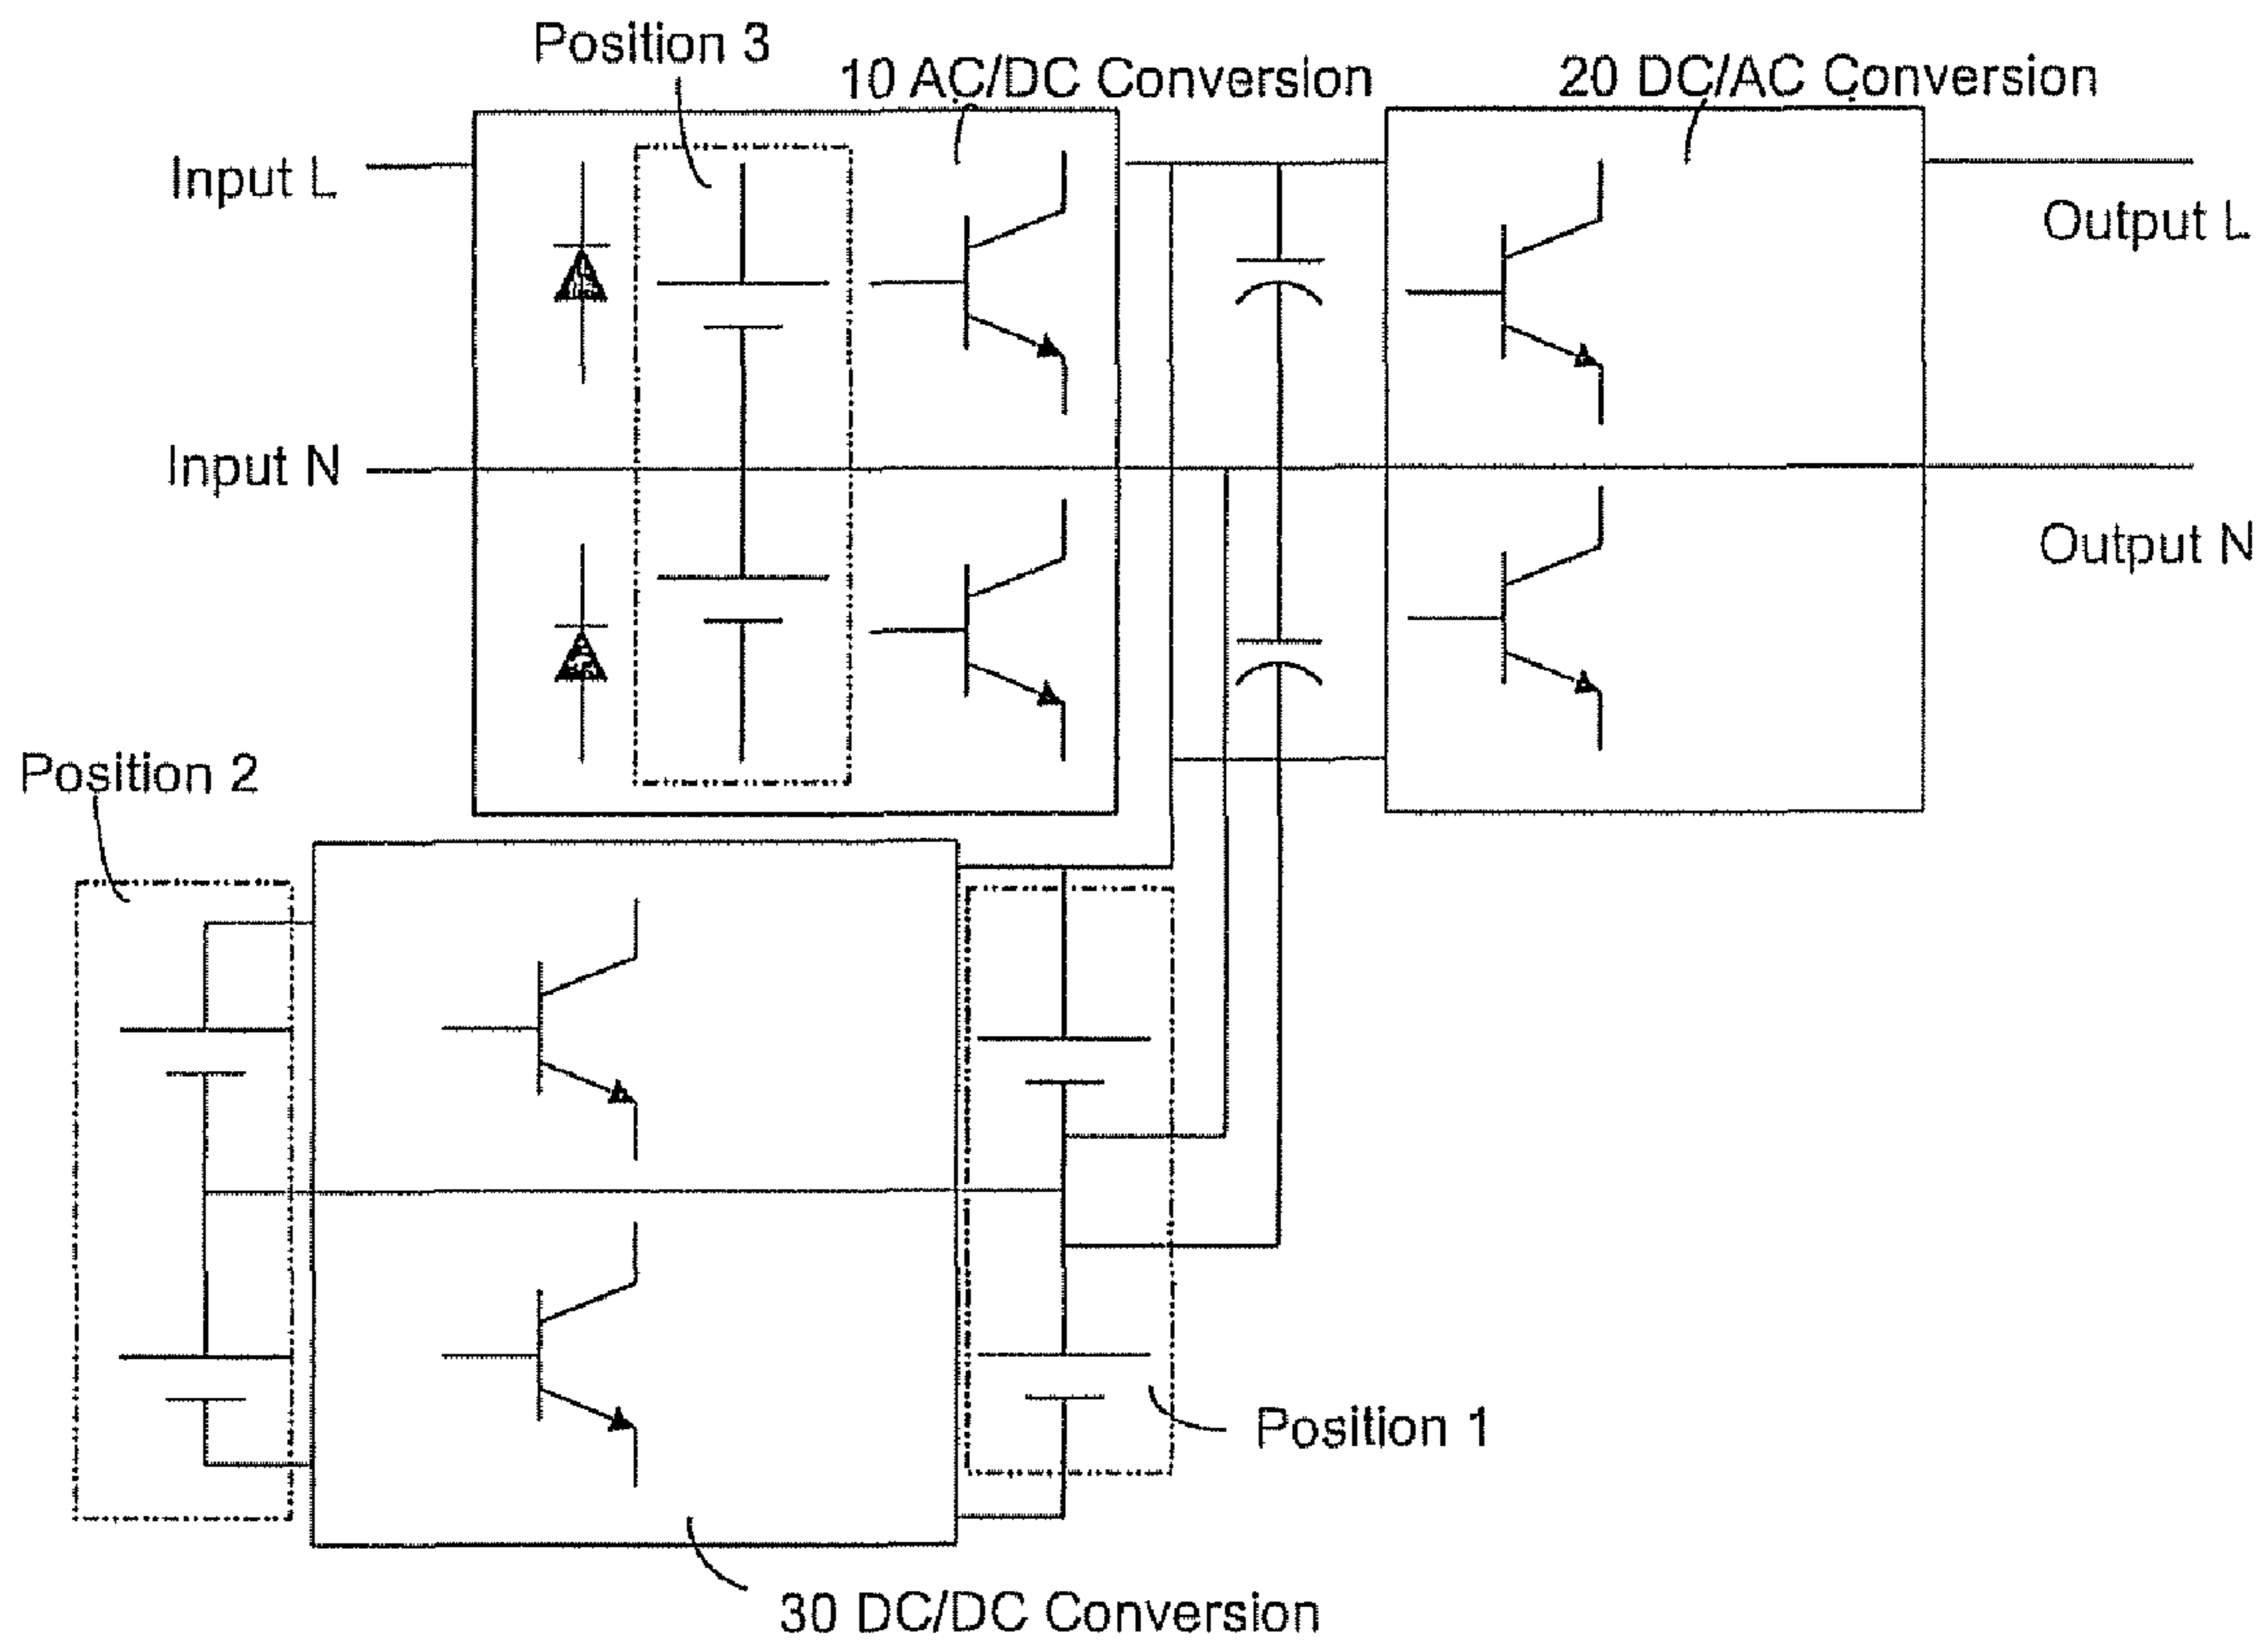 Position 3
10 AC/DC Conversion
20 DC/AC Conversion
Input L
Output L
Input N
Output N
Position 2
Position 1
30 DC/DC Conversion